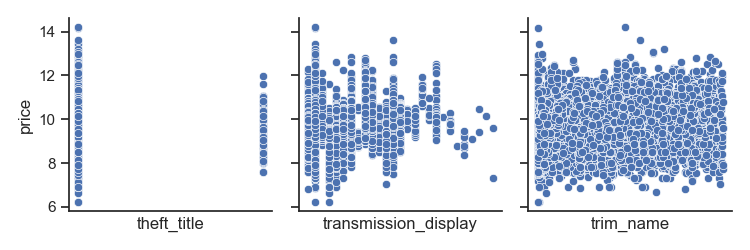 14
12
10
8
6
price
theft_title
transmission_display
trim_name